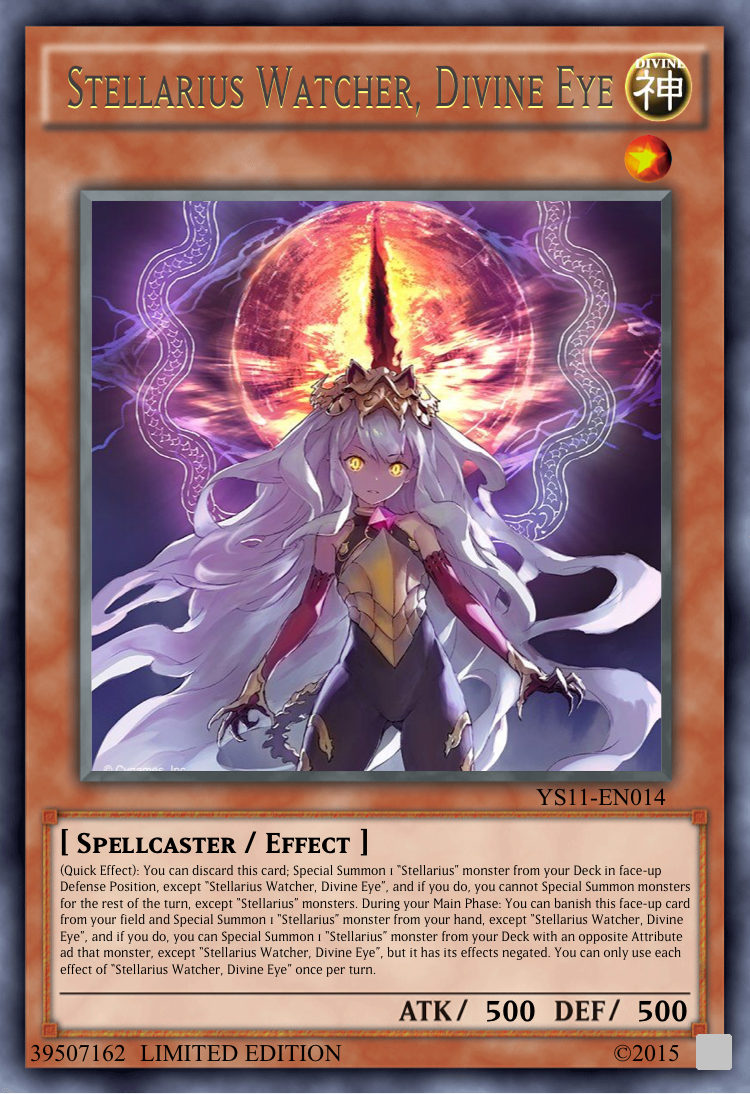 Stellarius Watcher, Divine Eye
DIVINE
神
© Cygames, Inc.
YS11-EN014
[ Spellcaster / Effect ]
(Quick Effect): You can discard this card; Special Summon 1 "Stellarius" monster from your Deck in face-up
Defense Position, except "Stellarius Watcher, Divine Eye", and if you do, you cannot Special Summon monsters
for the rest of the turn, except "Stellarius" monsters. During your Main Phase: You can banish this face-up card
from your field and Special Summon 1 "Stellarius" monster from your hand, except "Stellarius Watcher, Divine
Eye", and if you do, you can Special Summon 1 "Stellarius" monster from your Deck with an opposite Attribute
ad that monster, except "Stellarius Watcher, Divine Eye", but it has its effects negated. You can only use each
effect of "Stellarius Watcher, Divine Eye" once per turn.
ATK/ 500 DEF/ 500
39507162 LIMITED EDITION ©2015